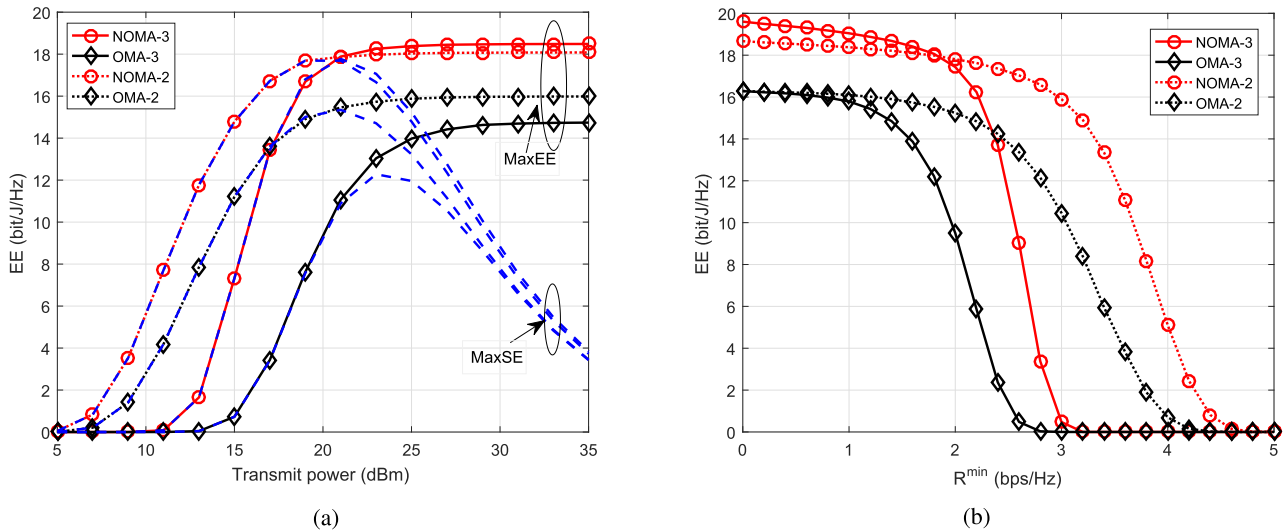 20
18
16
14
12
10
8
6
4
2
0
EE (bit/J/Hz)
NOMA-3
OMA-3
NOMA-2
OMA-2
MaxEE
MaxSE
5 10 15 20 25 30 35
Transmit power (dBm)
(a)
20
18
16
14
12
10
8
6
4
2
0
EE (bit/J/Hz)
NOMA-3
OMA-3
NOMA-2
OMA-2
0 1 2 3 4 5
R^min (bps/Hz)
(b)